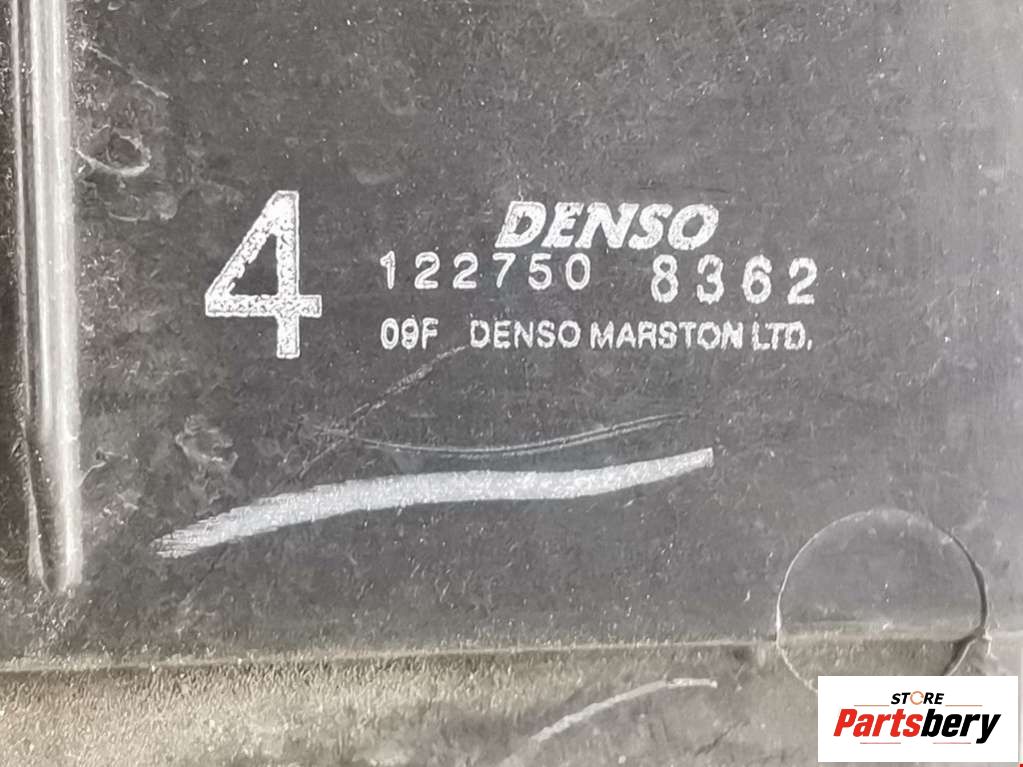 4
DENSO
122750 8362
09F DENSO MARSTON LTD.
STORE
Partsbery